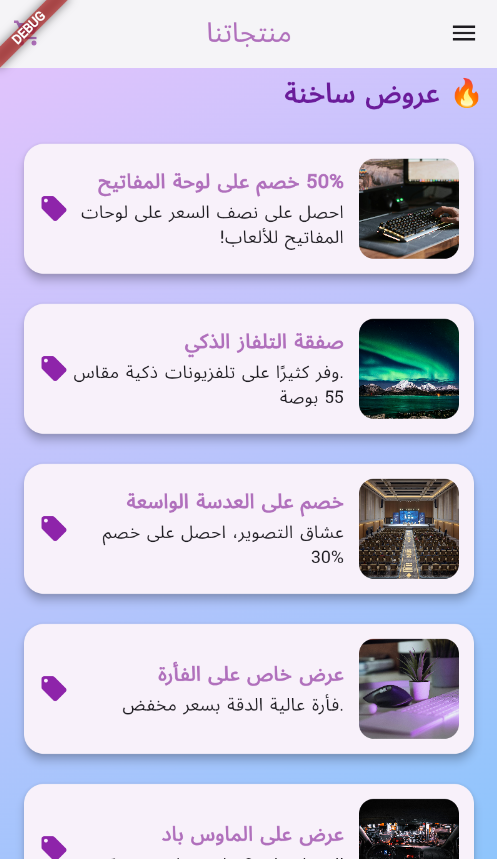 DEBUG
منتجاتنا
🔥 عروض ساخنة
50% خصم على لوحة المفاتيح
احصل على نصف السعر على لوحات
المفاتيح للألعاب!
صفقة التلفاز الذكي
.وفر كثيرًا على تلفزيونات ذكية مقاس
55 بوصة
خصم على العدسة الواسعة
عشاق التصوير، احصل على خصم
30%
عرض خاص على الفأرة
.فأرة عالية الدقة بسعر مخفض
عرض على الماوس باد